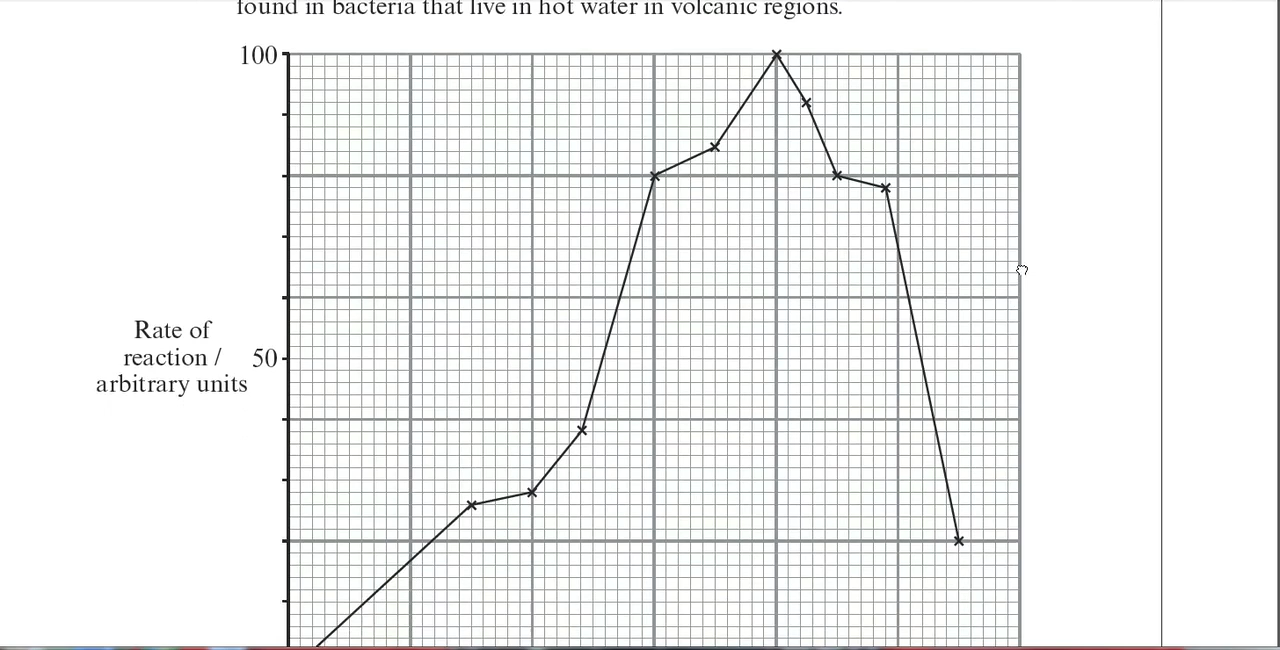 found in bacteria that live in hot water in volcanic regions.
100
Rate of
reaction /
50
arbitrary units